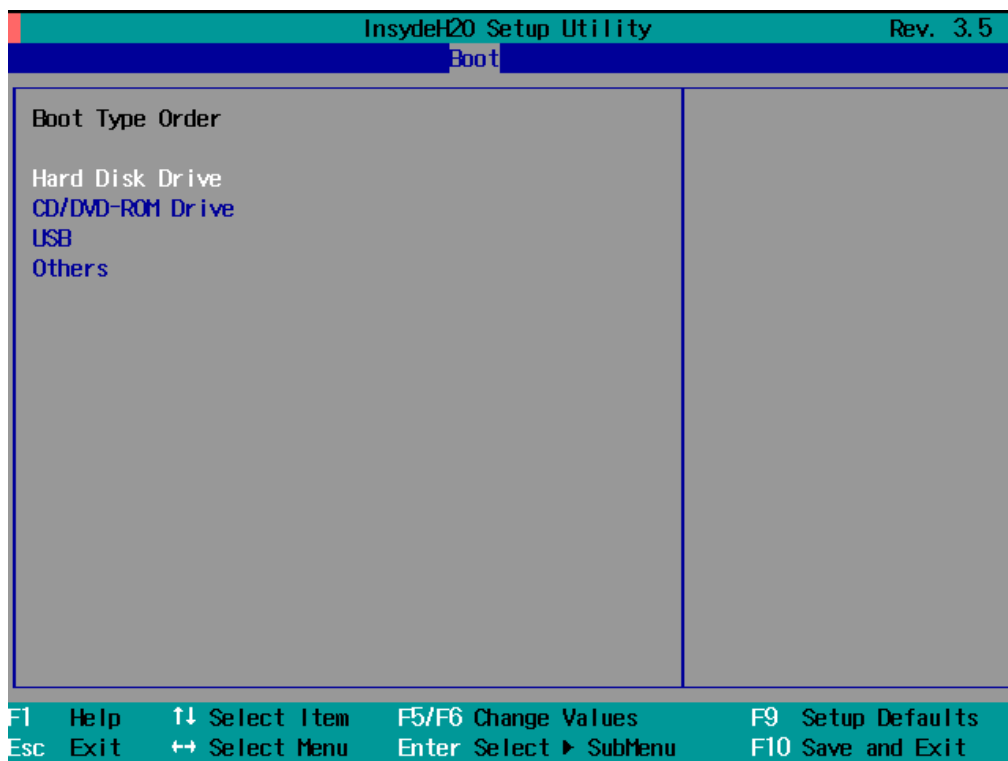 InsydeH20 Setup Utility Rev. 3.5
Boot
Boot Type Order
Hard Disk Drive
CD/DVD-ROM Drive
USB
Others
F1 Help ↑↓ Select Item F5/F6 Change Values F9 Setup Defaults
Esc Exit ↔ Select Menu Enter Select ▶ SubMenu F10 Save and Exit